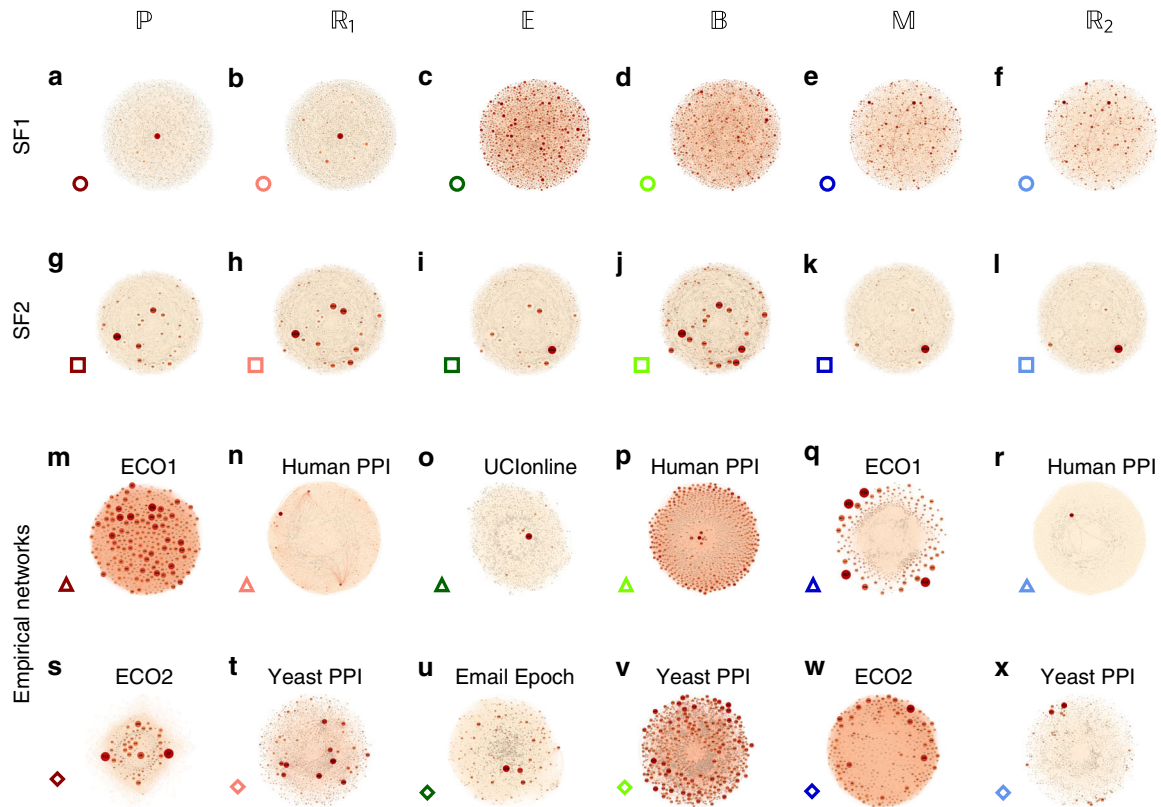 ℙ ℝ₁ 𝔼 𝔹 𝕄 ℝ₂
a b c d e f
SF1
g h i j k l
SF2
m n o p q r
ECO1 Human PPI UCIonline Human PPI ECO1 Human PPI
Empirical networks
s t u v w x
ECO2 Yeast PPI Email Epoch Yeast PPI ECO2 Yeast PPI